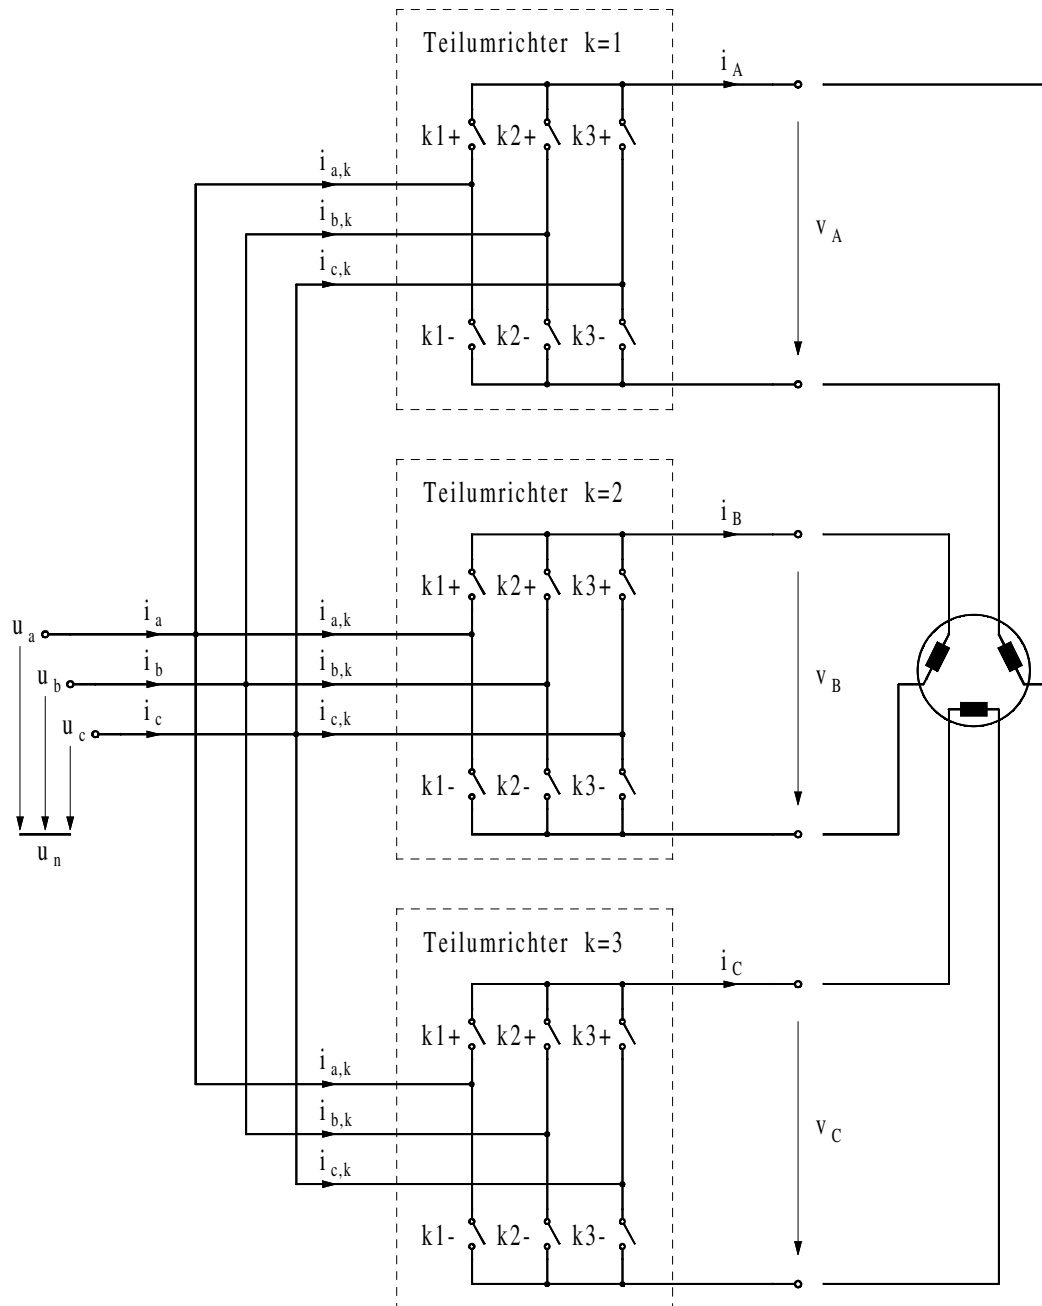 Teilumrichter k=1
i A
k1+ k2+ k3+
i a,k
i b,k
v A
i c,k
k1- k2- k3-
Teilumrichter k=2
i B
k1+ k2+ k3+
u a
i a
i a,k
u b
i b
i b,k
v B
u c
i c
i c,k
k1- k2- k3-
u n
Teilumrichter k=3
i C
k1+ k2+ k3+
i a,k
i b,k
v C
i c,k
k1- k2- k3-